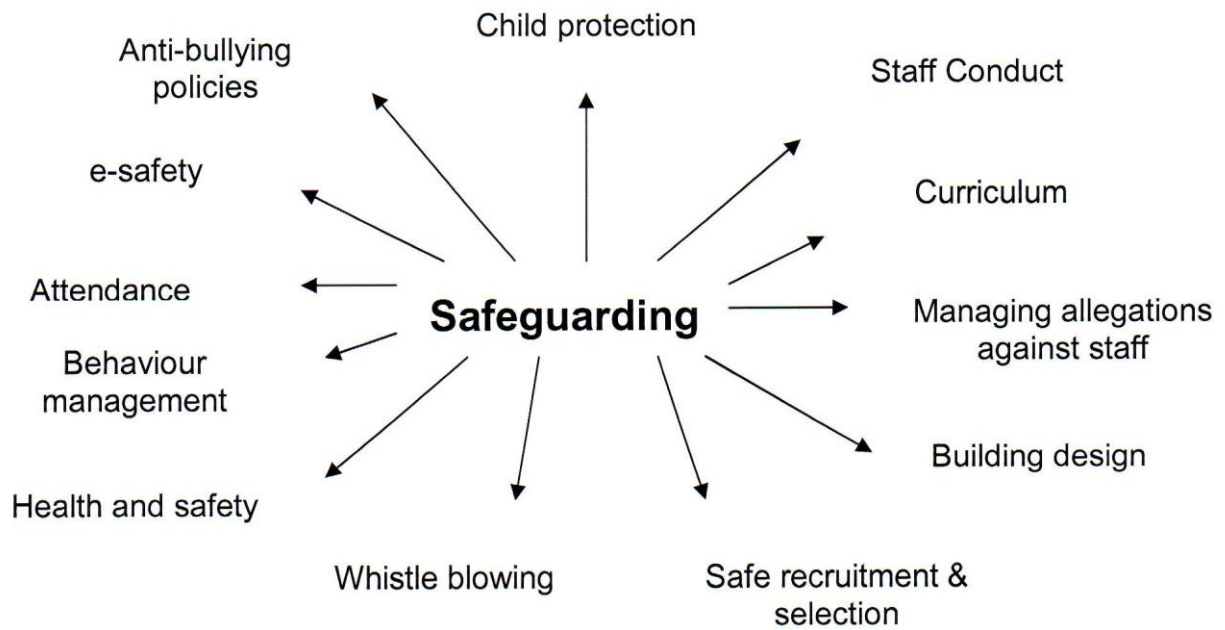 Child protection
Anti-bullying
policies
Staff Conduct
e-safety
Curriculum
Attendance
Safeguarding
Managing allegations
against staff
Behaviour
management
Building design
Health and safety
Whistle blowing
Safe recruitment &
selection